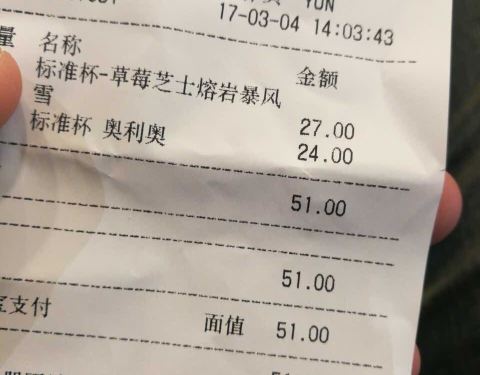 YUN
17-03-04 14:03:43
量 名称 金额
标准杯-草莓芝士熔岩暴风
雪 27.00
标准杯 奥利奥 24.00
51.00
51.00
支付 面值 51.00